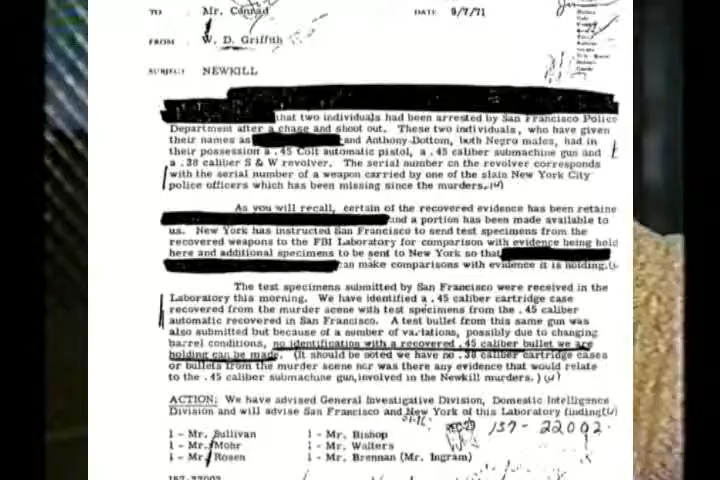 TO Mr. Conrad DATE 9/7/71
FROM W. D. Griffith
SUBJECT NEWKILL
that two individuals had been arrested by San Francisco Police
Department after a chase and shoot out. These two individuals, who have given
their names as and Anthony Bottom, both Negro males, had in
their possession a .45 Colt automatic pistol, a .45 caliber submachine gun and
a .38 caliber S & W revolver. The serial number on the revolver corresponds
with the serial number of a weapon carried by one of the slain New York City
police officers which has been missing since the murders. (u)
As you will recall, certain of the recovered evidence has been retaine
and a portion has been made available to
us. New York has instructed San Francisco to send test specimens from the
recovered weapons to the FBI Laboratory for comparison with evidence being held
here and additional specimens to be sent to New York so that
can make comparisons with evidence it is holding.
The test specimens submitted by San Francisco were received in the
Laboratory this morning. We have identified a .45 caliber cartridge case
recovered from the murder scene with test specimens from the .45 caliber
automatic recovered in San Francisco. A test bullet from this same gun was
also submitted but because of a number of variations, possibly due to changing
barrel conditions, no identification with a recovered .45 caliber bullet we are
holding can be made. (It should be noted we have no .38 caliber cartridge cases
or bullets from the murder scene nor was there any evidence that would relate
to the .45 caliber submachine gun, involved in the Newkill murders.) (u)
ACTION: We have advised General Investigative Division, Domestic Intelligence
Division and will advise San Francisco and New York of this Laboratory finding (u)
REC-27 157-22002
1 - Mr. Sullivan 1 - Mr. Bishop
1 - Mr. Mohr 1 - Mr. Walters
1 - Mr. Rosen 1 - Mr. Brennan (Mr. Ingram)
157-22002